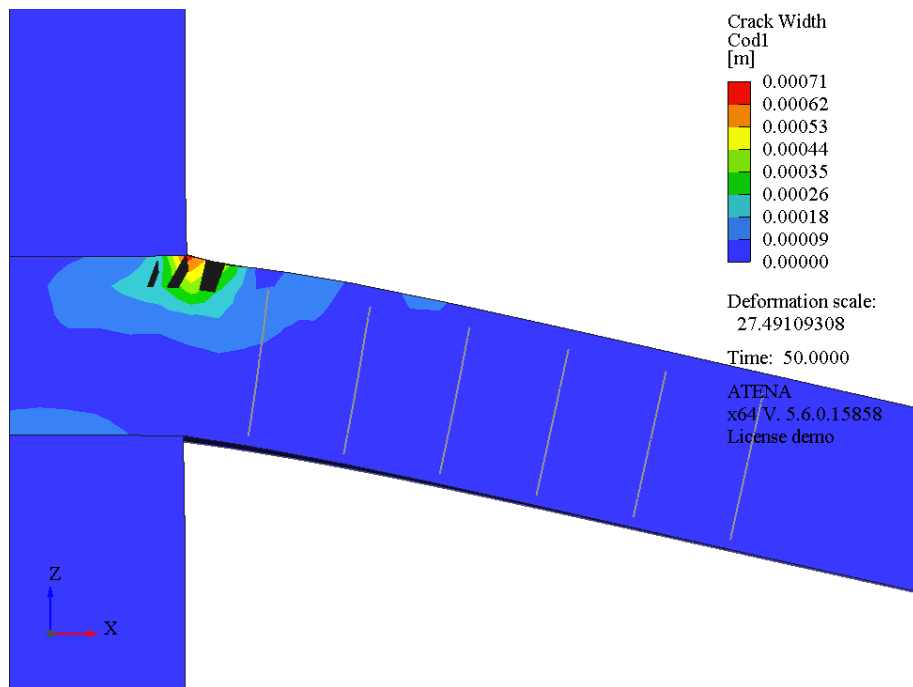 Crack Width
Cod1
[m]
0.00071
0.00062
0.00053
0.00044
0.00035
0.00026
0.00018
0.00009
0.00000
Deformation scale:
27.49109308
Time: 50.0000
ATENA
x64 V. 5.6.0.15858
License demo
Z
X